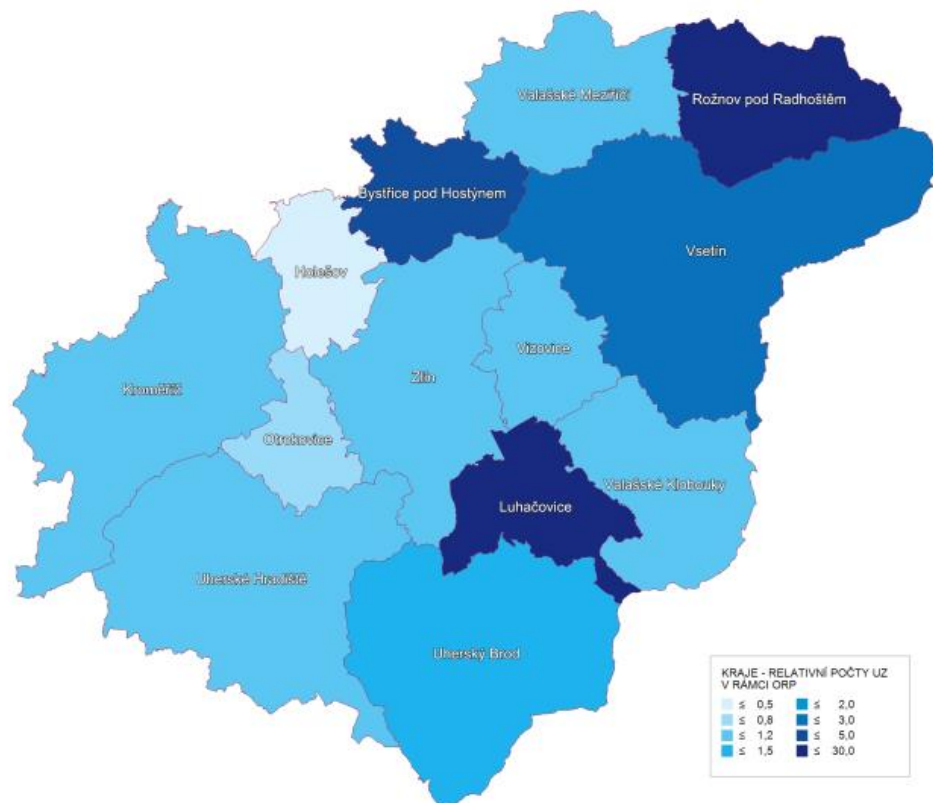 Valašské Meziříčí
Rožnov pod Radhoštěm
Bystřice pod Hostýnem
Vsetín
Holešov
Vizovice
Zlín
Kroměříž
Otrokovice
Valašské Klobouky
Luhačovice
Uherské Hradiště
Uherský Brod
KRAJE - RELATIVNÍ POČTY UZ
V RÁMCI ORP
≤ 0,5 ≤ 2,0
≤ 0,8 ≤ 3,0
≤ 1,2 ≤ 5,0
≤ 1,5 ≤ 30,0